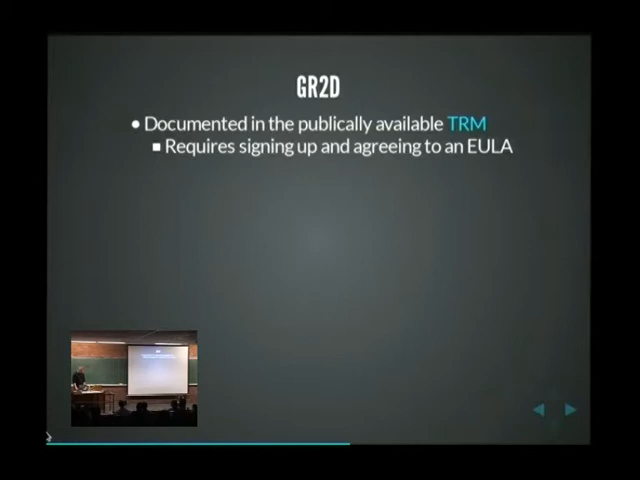 GR2D
• Documented in the publically available TRM
▪ Requires signing up and agreeing to an EULA